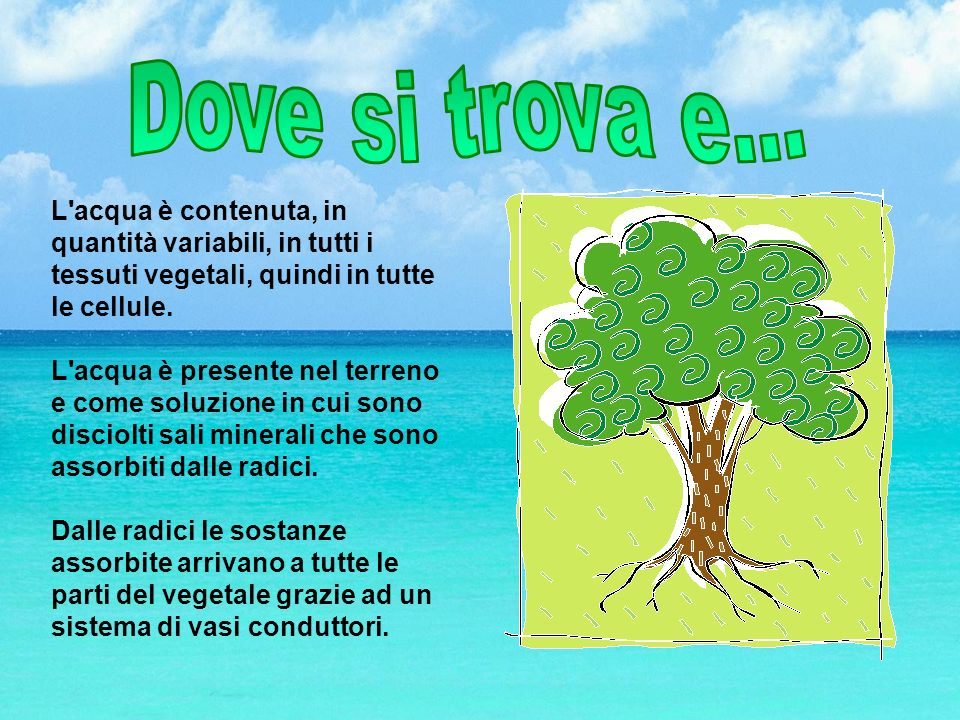 Dove si trova e...
L'acqua è contenuta, in
quantità variabili, in tutti i
tessuti vegetali, quindi in tutte
le cellule.
L'acqua è presente nel terreno
e come soluzione in cui sono
disciolti sali minerali che sono
assorbiti dalle radici.
Dalle radici le sostanze
assorbite arrivano a tutte le
parti del vegetale grazie ad un
sistema di vasi conduttori.